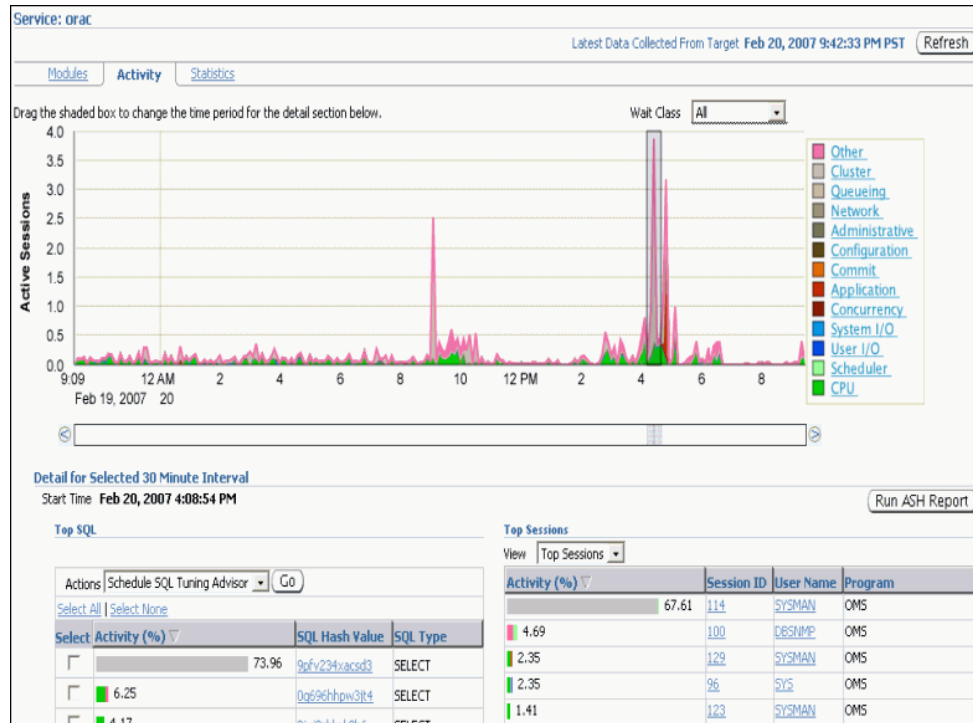 Service: orac
Latest Data Collected From Target Feb 20, 2007 9:42:33 PM PST Refresh
Modules Activity Statistics
Drag the shaded box to change the time period for the detail section below.
Wait Class All
Active Sessions
4.0
3.5
3.0
2.5
2.0
1.5
1.0
0.5
0.0
9:09 12 AM 2 4 6 8 10 12 PM 2 4 6 8
Feb 19, 2007 20
Other
Cluster
Queueing
Network
Administrative
Configuration
Commit
Application
Concurrency
System I/O
User I/O
Scheduler
CPU
Detail for Selected 30 Minute Interval
Start Time Feb 20, 2007 4:08:54 PM
Run ASH Report
Top SQL
Actions Schedule SQL Tuning Advisor Go
Select All | Select None
Select Activity (%) SQL Hash Value SQL Type
73.96 9pfv234xacsd3 SELECT
6.25 0g696hhpw3jt4 SELECT
4.17 SELECT
Top Sessions
View Top Sessions
Activity (%) Session ID User Name Program
67.61 114 SYSMAN OMS
4.69 100 DBSNMP OMS
2.35 129 SYSMAN OMS
2.35 96 SYS OMS
1.41 123 SYSMAN OMS